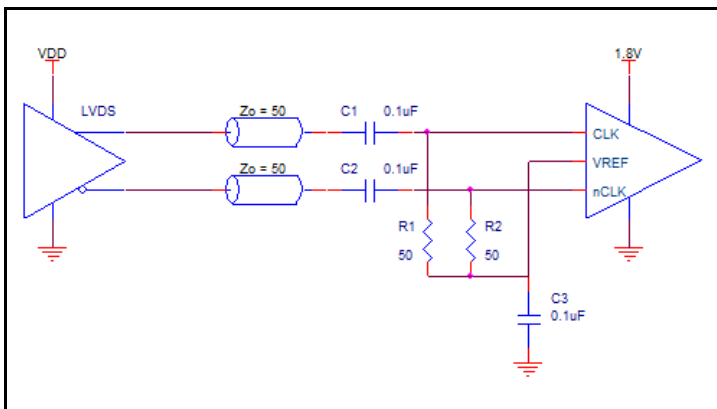 VDD
1.8V
LVDS
Zo = 50
C1
0.1uF
CLK
VREF
Zo = 50
C2
0.1uF
nCLK
R1
R2
50
50
C3
0.1uF